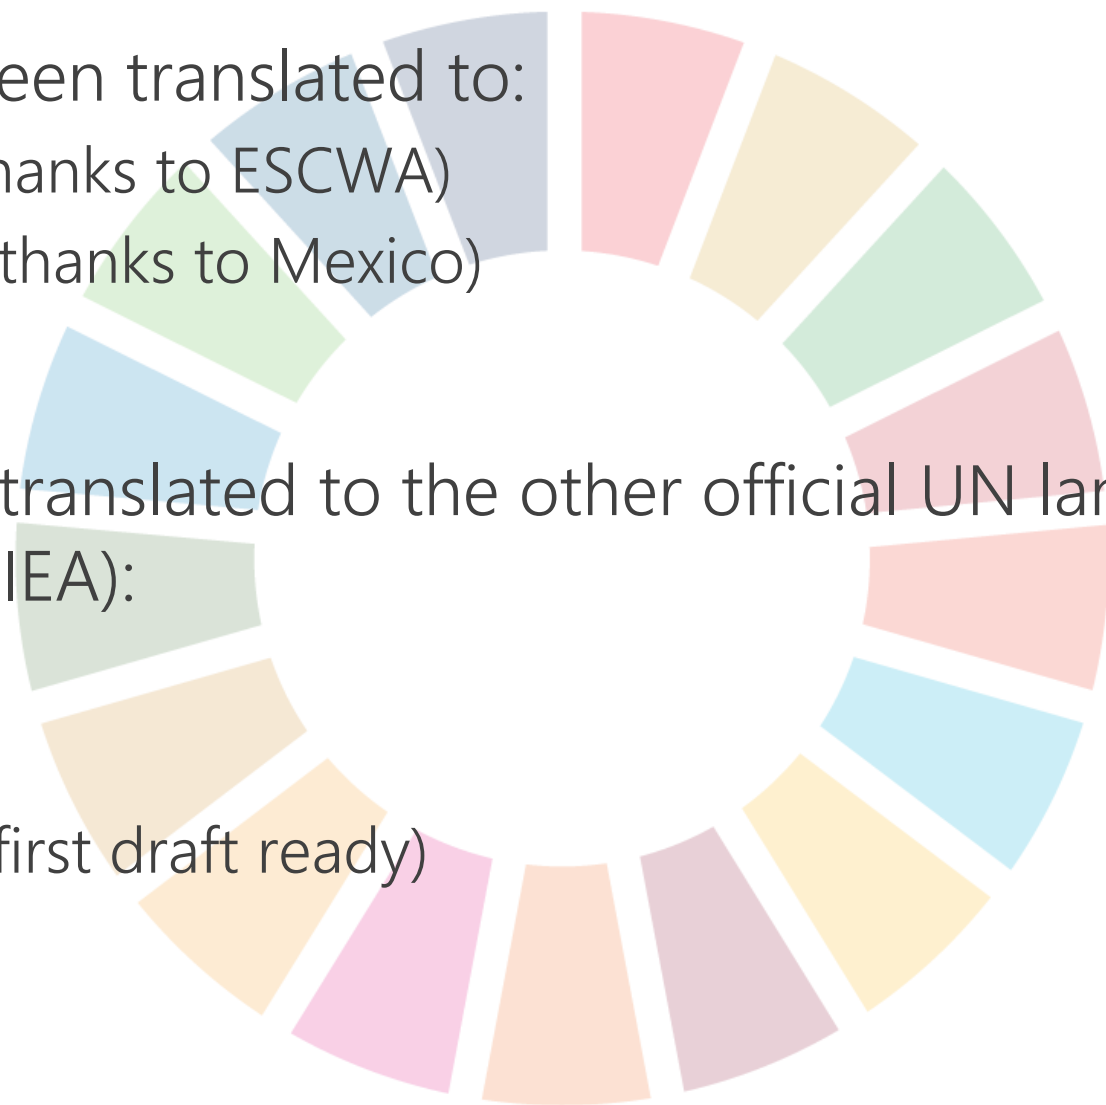 een translated to:
hanks to ESCWA)
thanks to Mexico)
translated to the other official UN lan
IEA):
first draft ready)